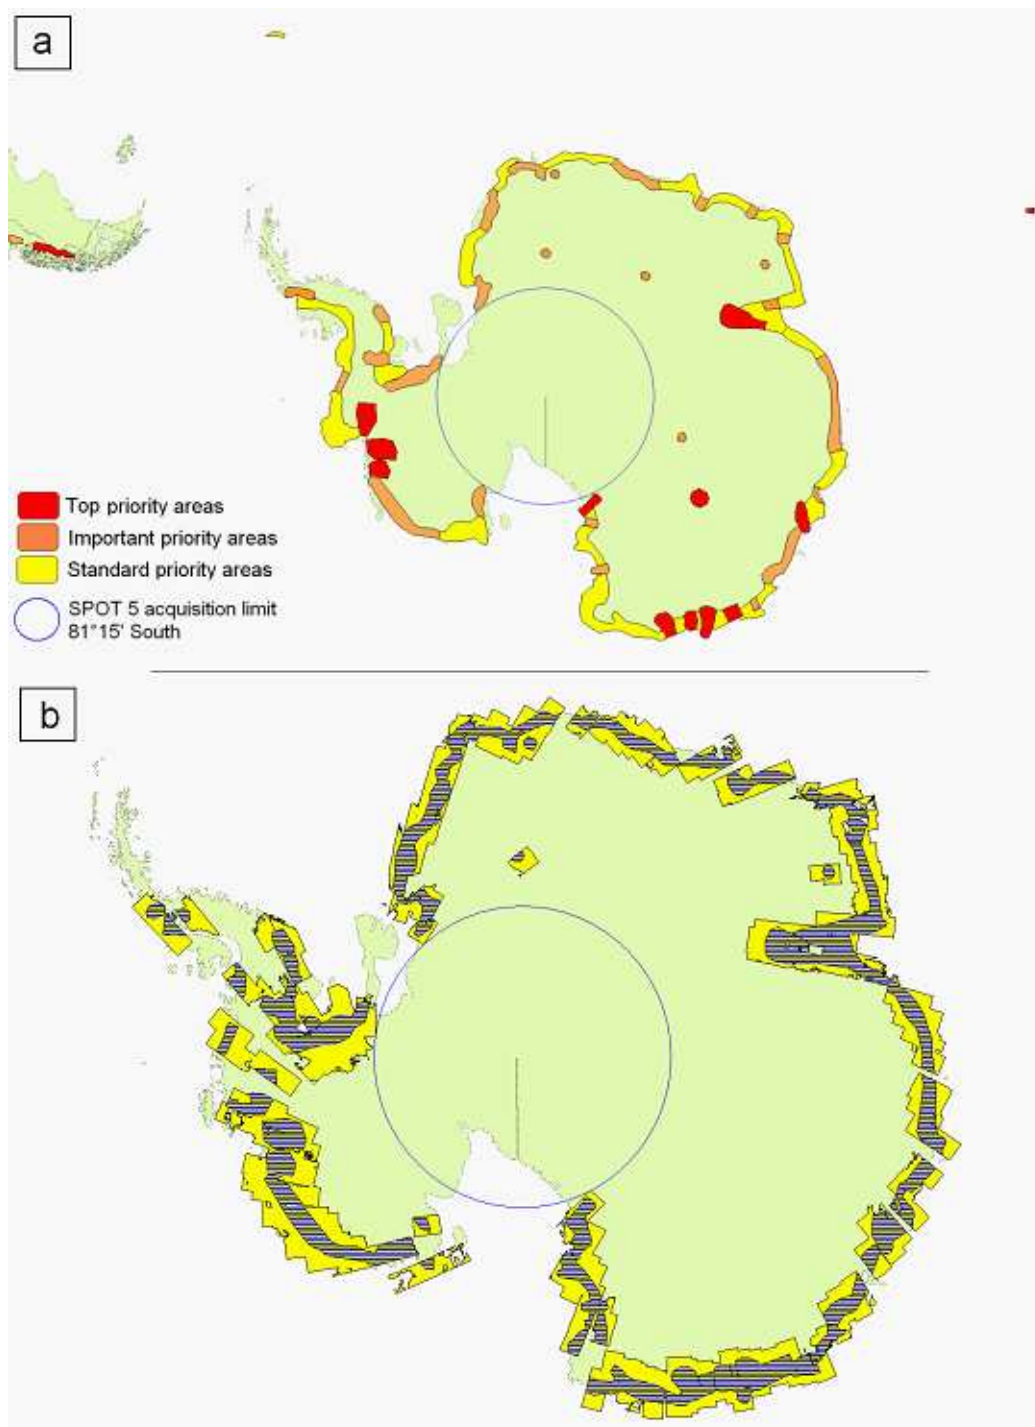 a
Top priority areas
Important priority areas
Standard priority areas
SPOT 5 acquisition limit
81°15' South
b